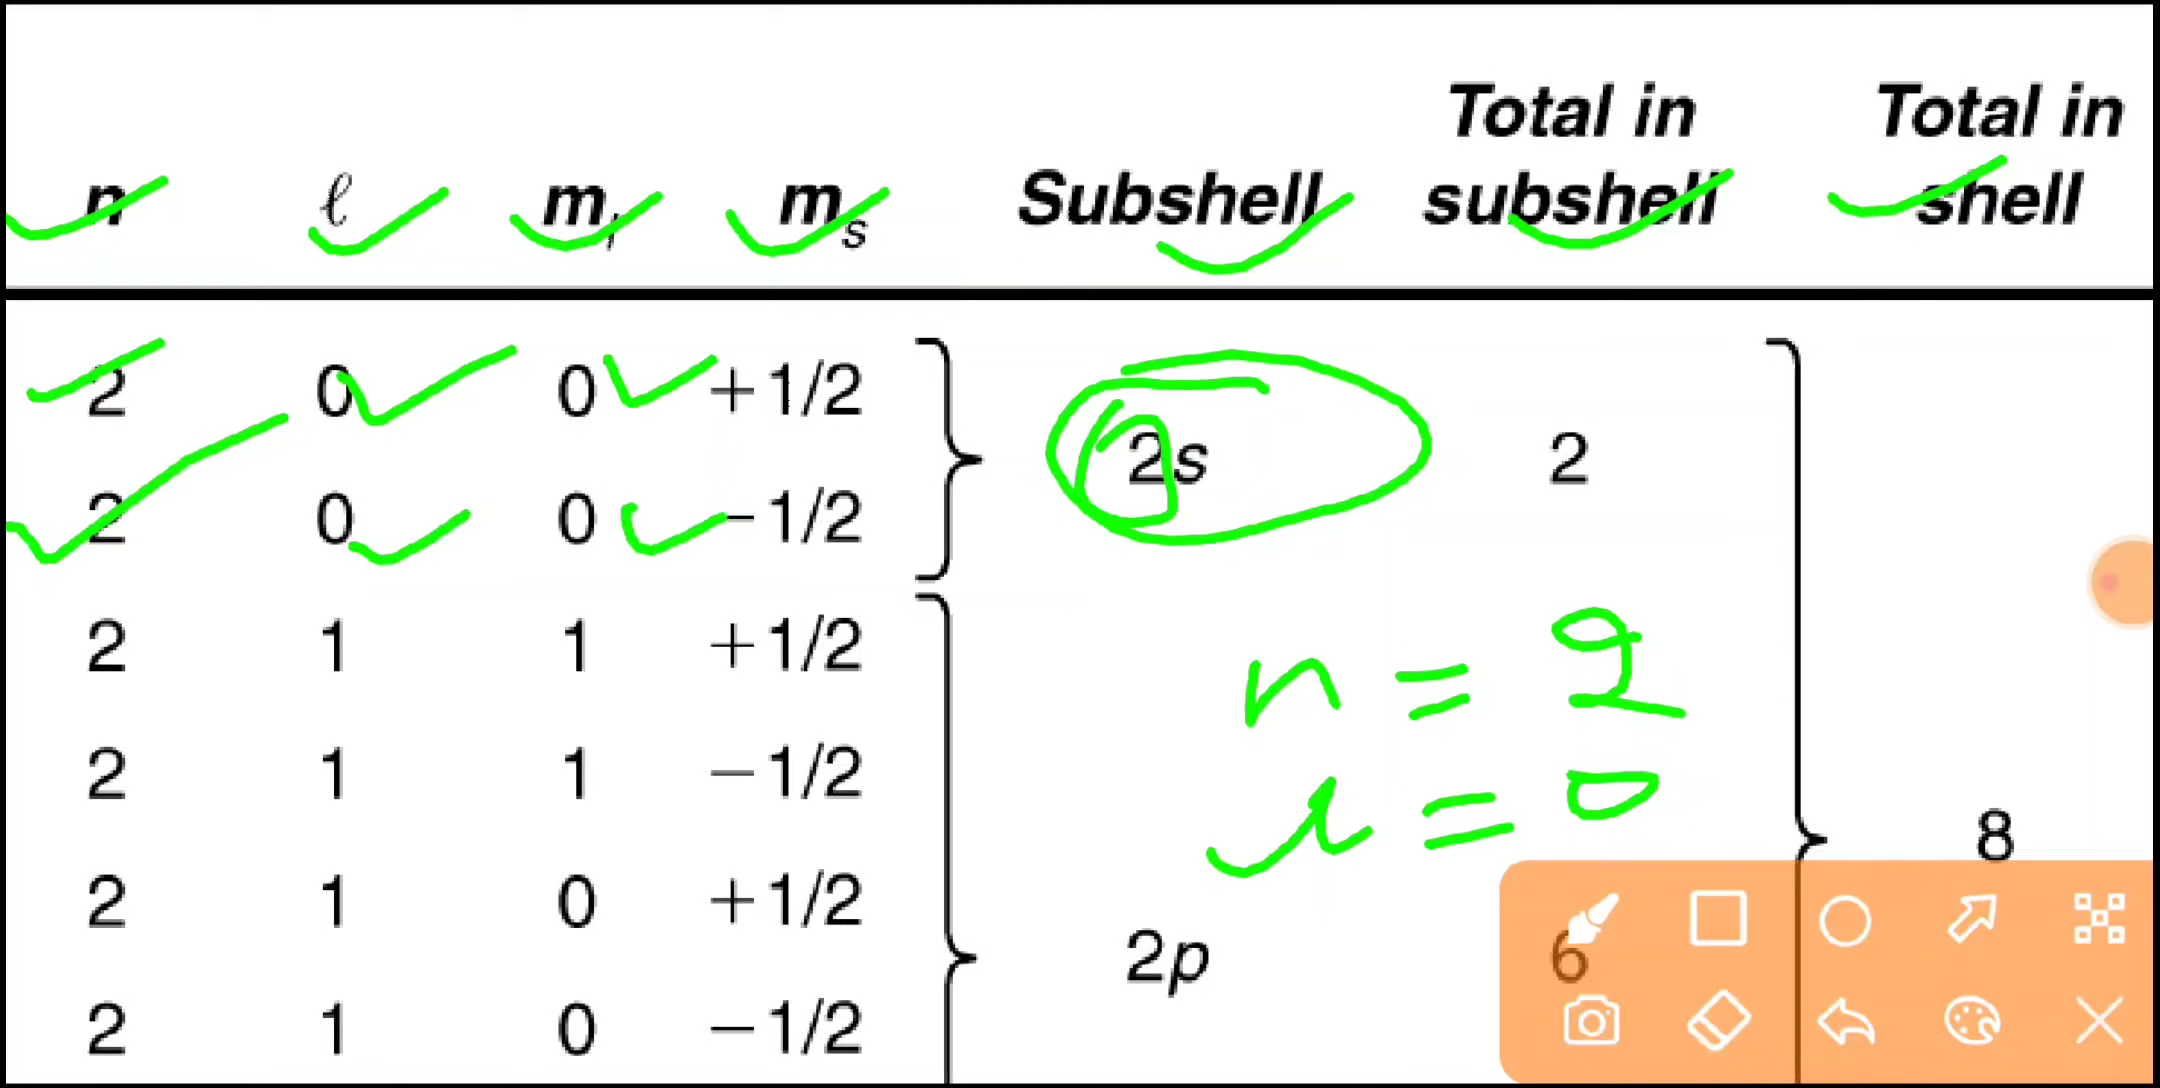 Total in Total in
n ℓ mₗ mₛ Subshell subshell shell
2 0 0 +1/2
2s 2
2 0 0 −1/2
2 1 1 +1/2
n = 2
2 1 1 −1/2
l = 0
8
2 1 0 +1/2
2p 6
2 1 0 −1/2